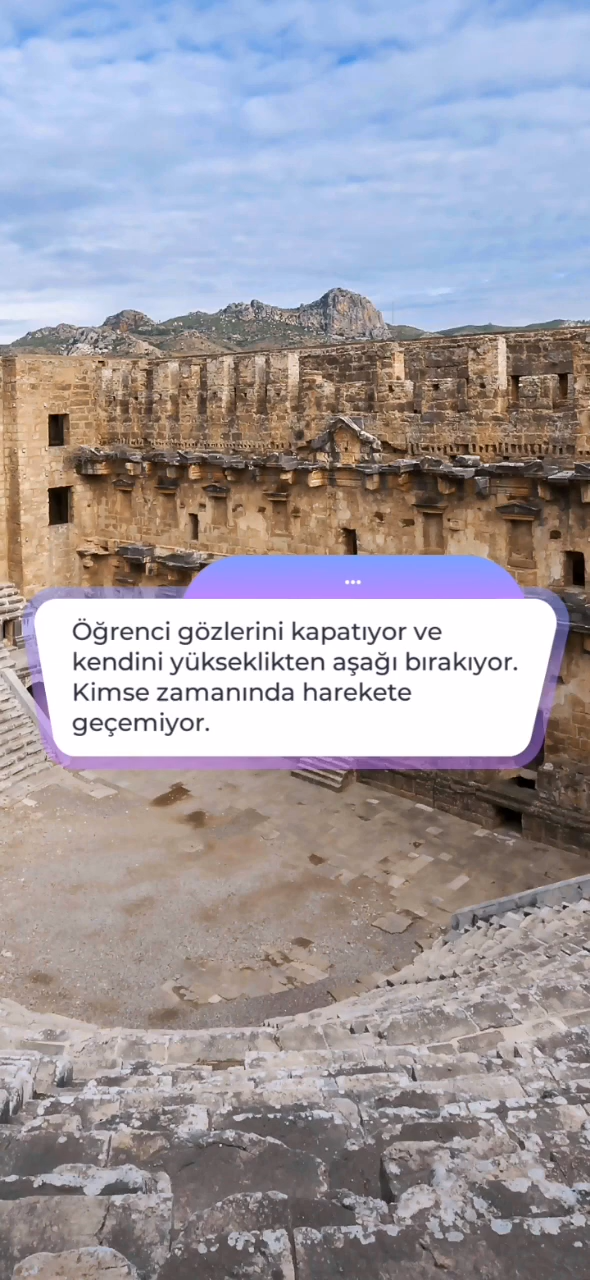 ...
Öğrenci gözlerini kapatıyor ve
kendini yükseklikten aşağı bırakıyor.
Kimse zamanında harekete
geçemiyor.